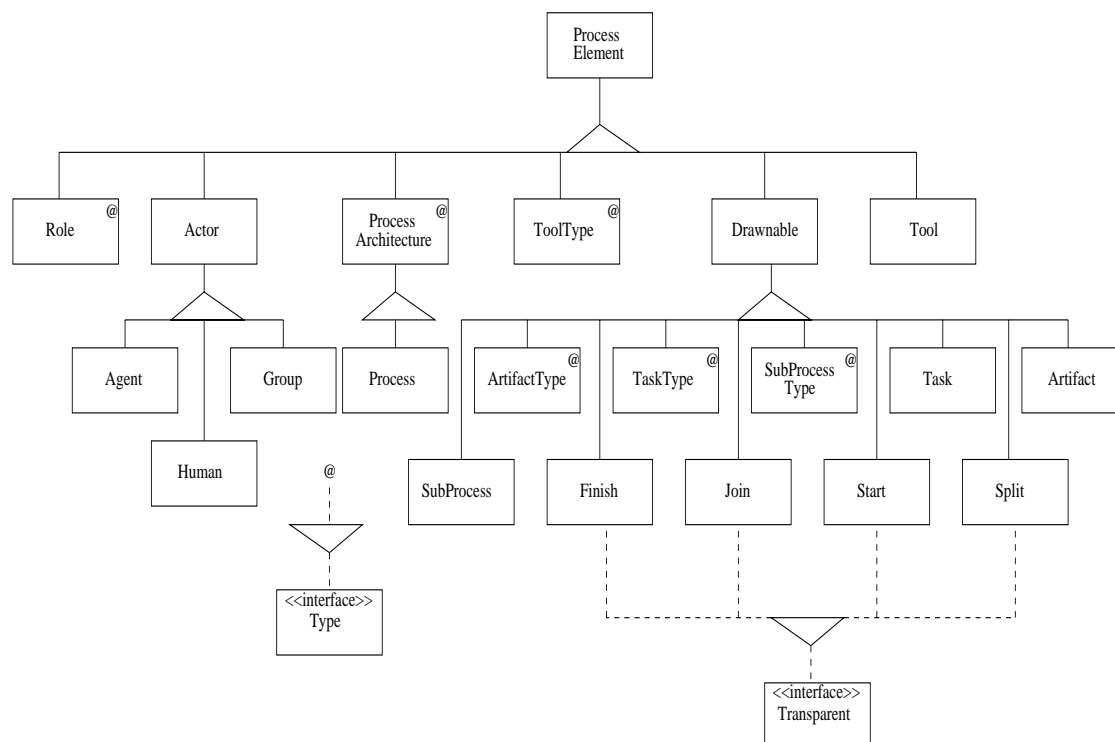 Process
Element
@
Role
Actor
@
Process
Architecture
@
ToolType
Drawnable
Tool
Agent
Group
Process
@
ArtifactType
@
TaskType
@
SubProcess
Type
Task
Artifact
Human
@
SubProcess
Finish
Join
Start
Split
<<interface>>
Type
<<interface>>
Transparent